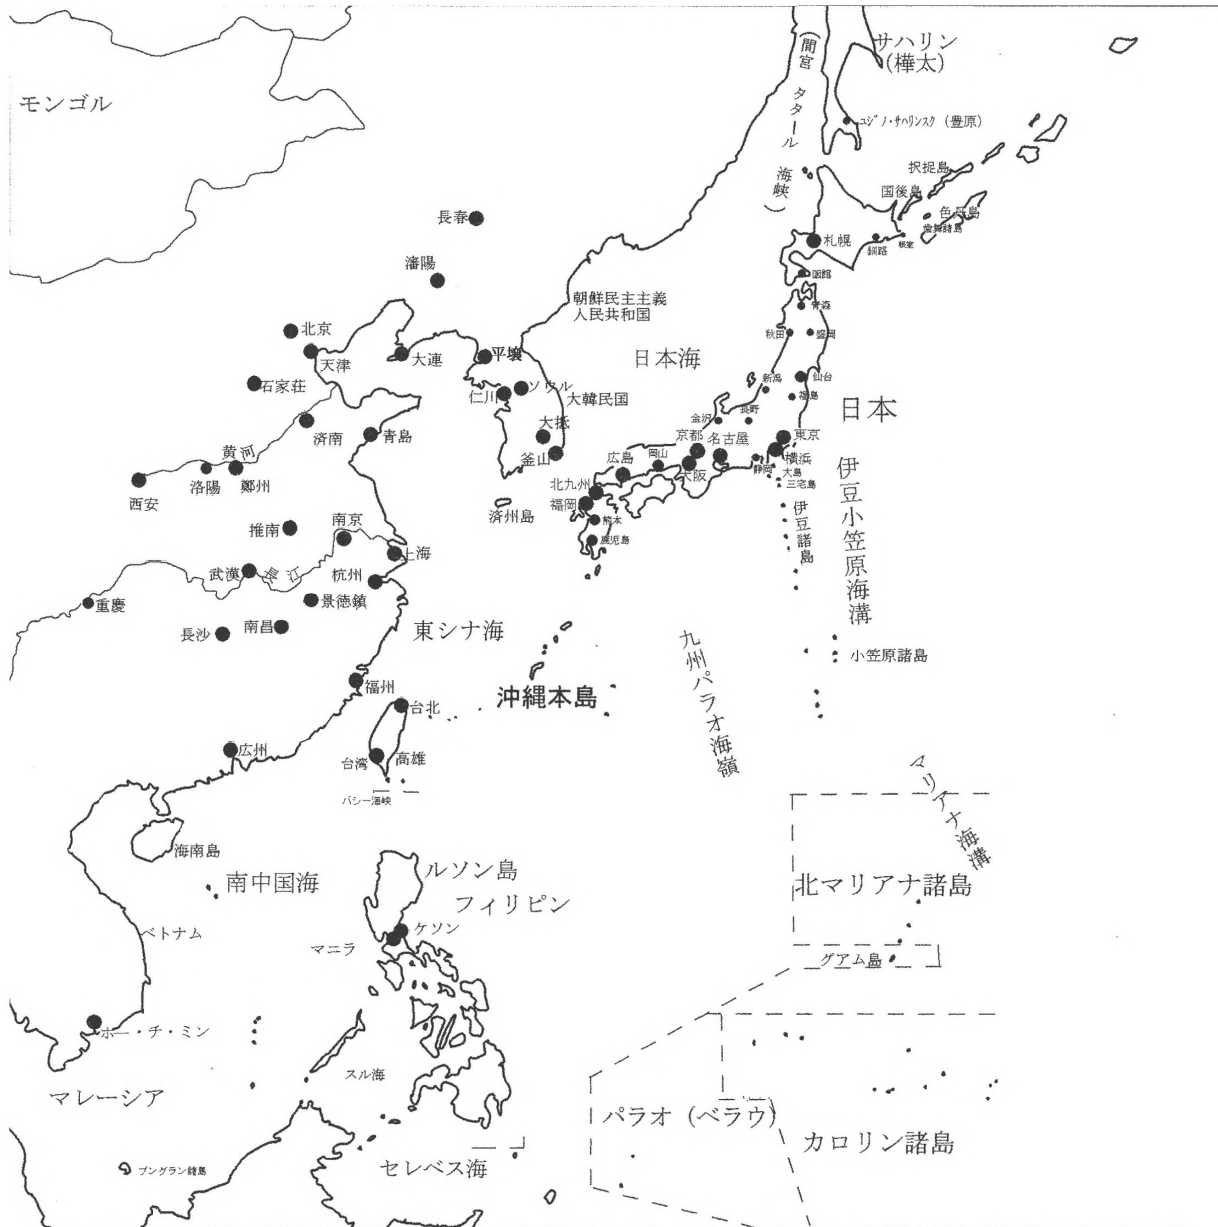 サハリン
(樺太)
(間宮 タタール 海峡)
モンゴル
ユジノ・サハリンスク (豊原)
択捉島
国後島
色丹島
歯舞諸島
根室
釧路
札幌
函館
長春
瀋陽
朝鮮民主主義
人民共和国
青森
秋田
盛岡
北京
天津
大連
平壌
日本海
石家荘
仁川
ソウル
大韓民国
新潟
仙台
福島
日本
済南
青島
大抵
釜山
金沢
長野
京都
名古屋
東京
横浜
黄河
洛陽
鄭州
西安
広島
岡山
大阪
静岡
大島
三宅島
北九州
福岡
済州島
熊本
鹿児島
伊豆諸島
伊豆小笠原海溝
推南
南京
上海
武漢
杭州
重慶
景徳鎮
長沙
南昌
東シナ海
九州パラオ海嶺
小笠原諸島
福州
沖縄本島
台北
広州
台湾
高雄
バシー海峡
マリアナ海溝
海南島
南中国海
ルソン島
フィリピン
北マリアナ諸島
ベトナム
マニラ
ケソン
グアム島
ホー・チ・ミン
スル海
マレーシア
パラオ (ベラウ)
カロリン諸島
セレベス海
ブングラン諸島